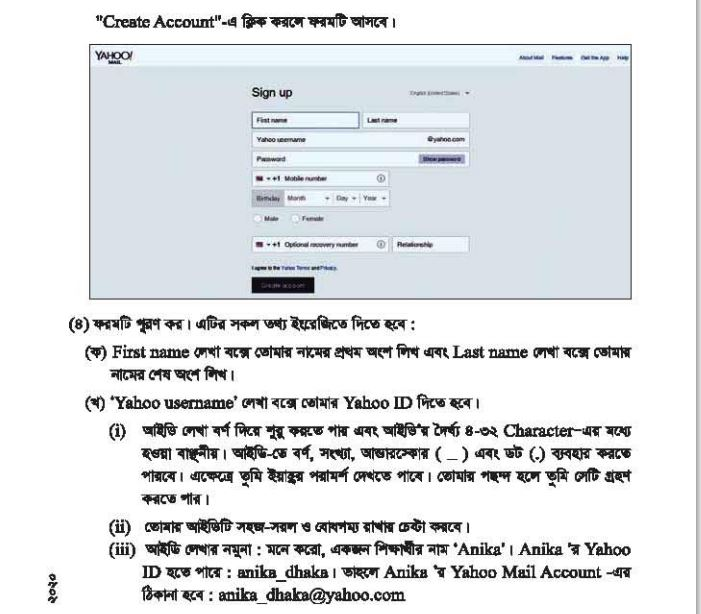 "Create Account"-এ ক্লিক করলে ফরমটি আসবে।
YAHOO!
MAIL
About Mail Features Get the App Help
Sign up
English (United States)
First name Last name
Yahoo username @yahoo.com
Password Show password
+1 Mobile number
Birthday Month Day Year
Male Female
+1 Optional recovery number Relationship
I agree to the Yahoo Terms and Privacy.
Create account
(৪) ফরমটি পূরণ কর। এটির সকল তথ্য ইংরেজিতে দিতে হবে :
(ক) First name লেখা বক্সে তোমার নামের প্রথম অংশ লিখ এবং Last name লেখা বক্সে তোমার
নামের শেষ অংশ লিখ।
(খ) ‘Yahoo username’ লেখা বক্সে তোমার Yahoo ID দিতে হবে।
(i) আইডি লেখা বর্ণ দিয়ে শুরু করতে পার এবং আইডি'র দৈর্ঘ্য ৪-৩২ Character-এর মধ্যে
হওয়া বাঞ্ছনীয়। আইডি-তে বর্ণ, সংখ্যা, আন্ডারস্কোর ( _ ) এবং ডট (.) ব্যবহার করতে
পারবে। এক্ষেত্রে তুমি ইয়াহুর পরামর্শ দেখতে পাবে। তোমার পছন্দ হলে তুমি সেটি গ্রহণ
করতে পার।
(ii) তোমার আইডিটি সহজ-সরল ও বোধগম্য রাখার চেষ্টা করবে।
(iii) আইডি লেখার নমুনা : মনে করো, একজন শিক্ষার্থীর নাম ‘Anika’। Anika 'র Yahoo
ID হতে পারে : anika_dhaka। তাহলে Anika 'র Yahoo Mail Account -এর
ঠিকানা হবে : anika_dhaka@yahoo.com